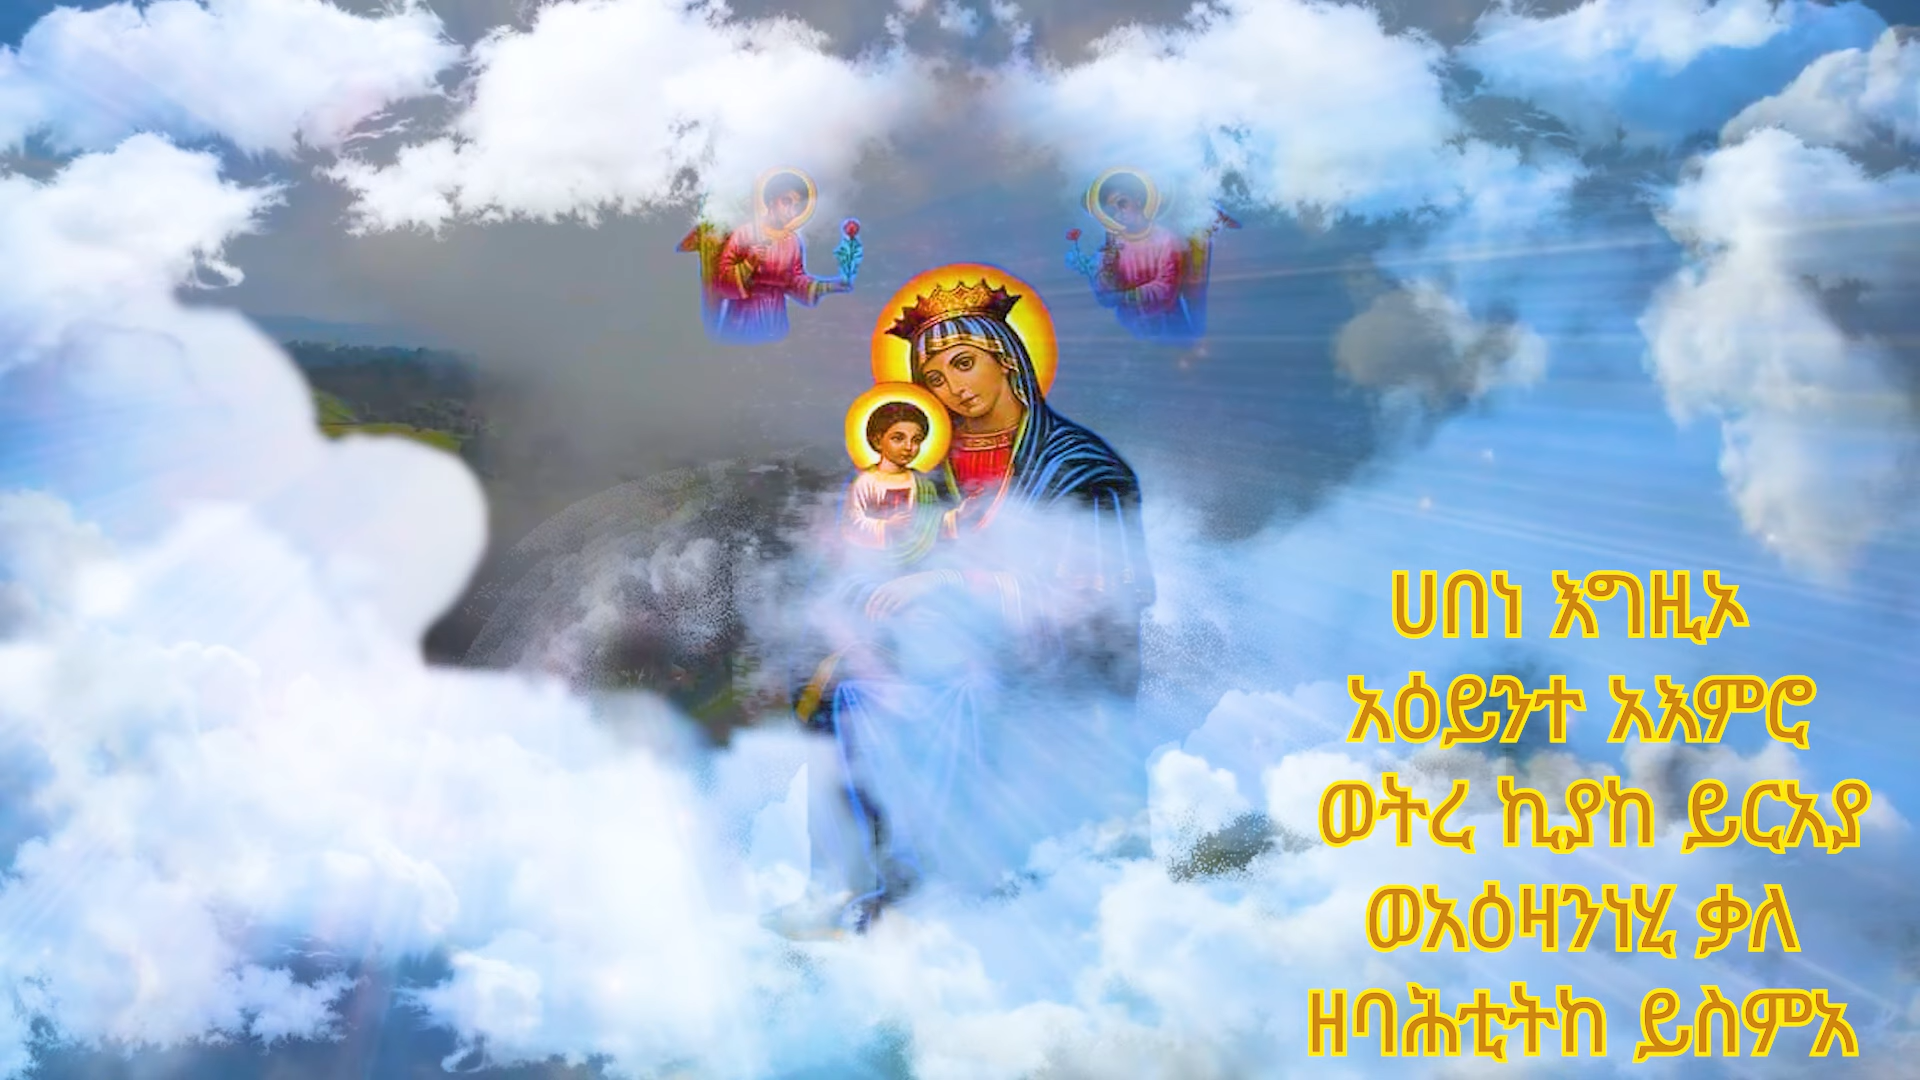 ሀበነ እግዚኦ
አዕይንተ አእምሮ
ወትረ ኪያከ ይርአያ
ወአዕዛንነሂ ቃለ
ዘባሕቲትከ ይስምአ